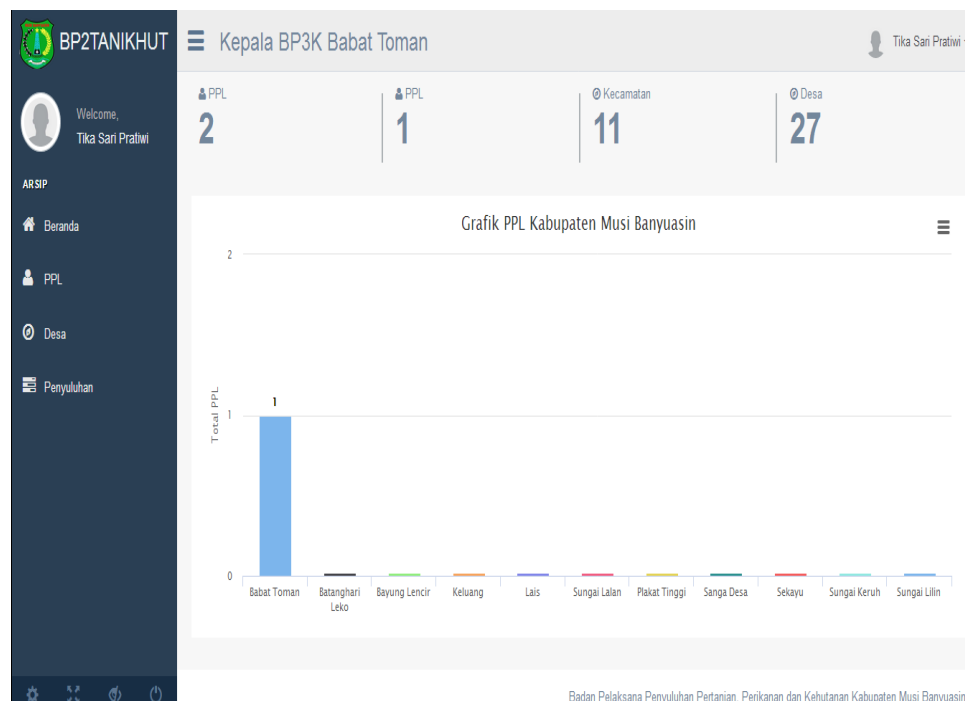 BP2TANIKHUT
Kepala BP3K Babat Toman
Tika Sari Pratiwi
Welcome,
Tika Sari Pratiwi
ARSIP
Beranda
PPL
Desa
Penyuluhan
PPL
2
PPL
1
Kecamatan
11
Desa
27
Grafik PPL Kabupaten Musi Banyuasin
Total PPL
2
1
0
1
Babat Toman
Batanghari
Leko
Bayung Lencir
Keluang
Lais
Sungai Lalan
Plakat Tinggi
Sanga Desa
Sekayu
Sungai Keruh
Sungai Lilin
Badan Pelaksana Penyuluhan Pertanian, Perikanan dan Kehutanan Kabupaten Musi Banyuasin